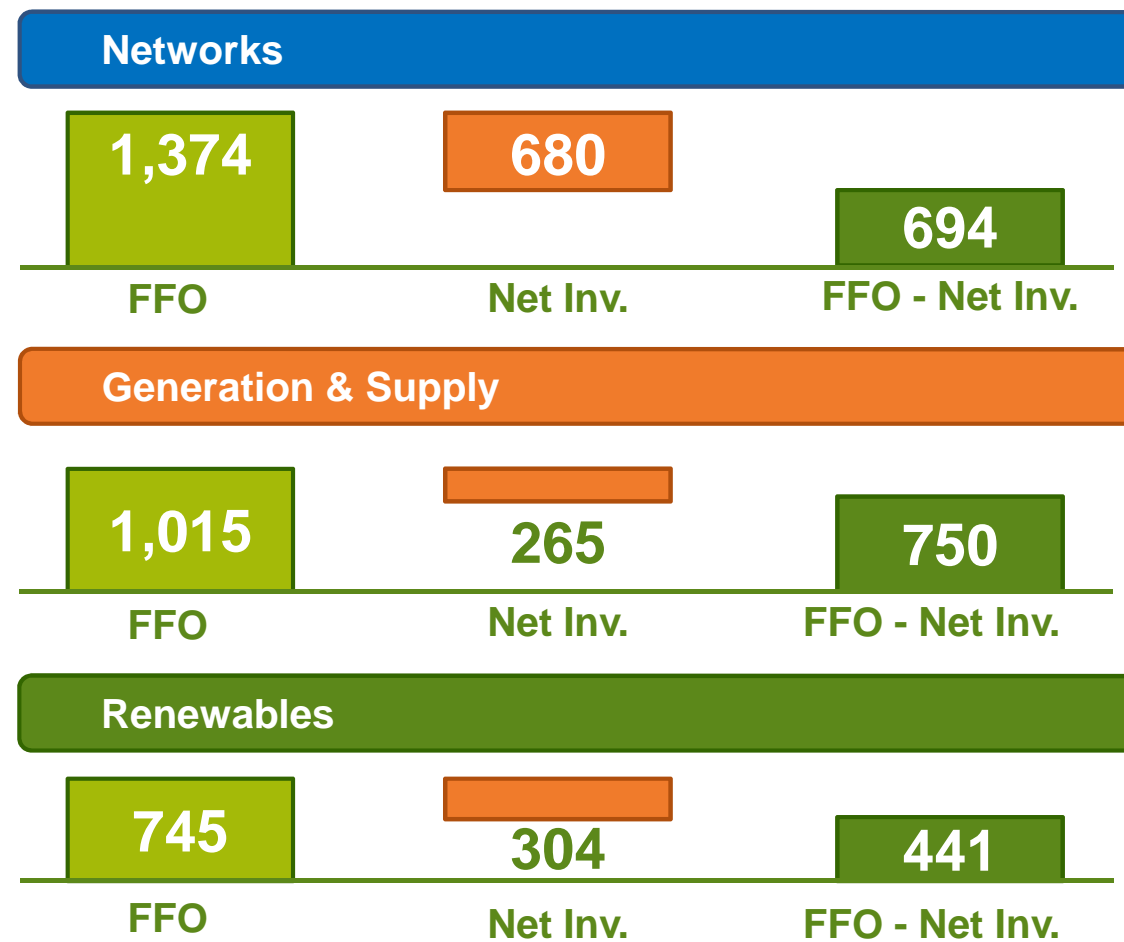 Networks
1,374 680 694
FFO Net Inv. FFO - Net Inv.
Generation & Supply
1,015 265 750
FFO Net Inv. FFO - Net Inv.
Renewables
745 304 441
FFO Net Inv. FFO - Net Inv.